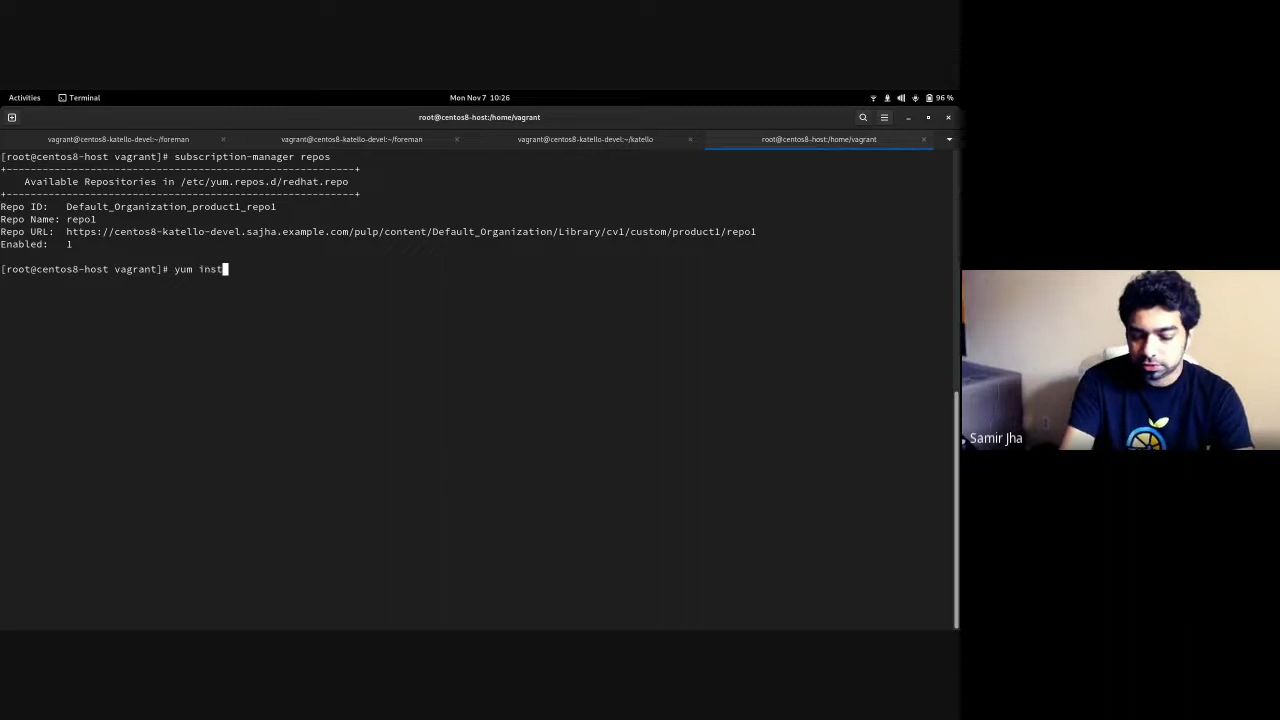 Activities
Terminal
Mon Nov 7 10:26
96 %
root@centos8-host:/home/vagrant
vagrant@centos8-katello-devel:~/foreman
vagrant@centos8-katello-devel:~/foreman
vagrant@centos8-katello-devel:~/katello
root@centos8-host:/home/vagrant
[root@centos8-host vagrant]# subscription-manager repos
+----------------------------------------------------------+
Available Repositories in /etc/yum.repos.d/redhat.repo
+----------------------------------------------------------+
Repo ID: Default_Organization_product1_repo1
Repo Name: repo1
Repo URL: https://centos8-katello-devel.sajha.example.com/pulp/content/Default_Organization/Library/cv1/custom/product1/repo1
Enabled: 1
[root@centos8-host vagrant]# yum inst
Samir Jha